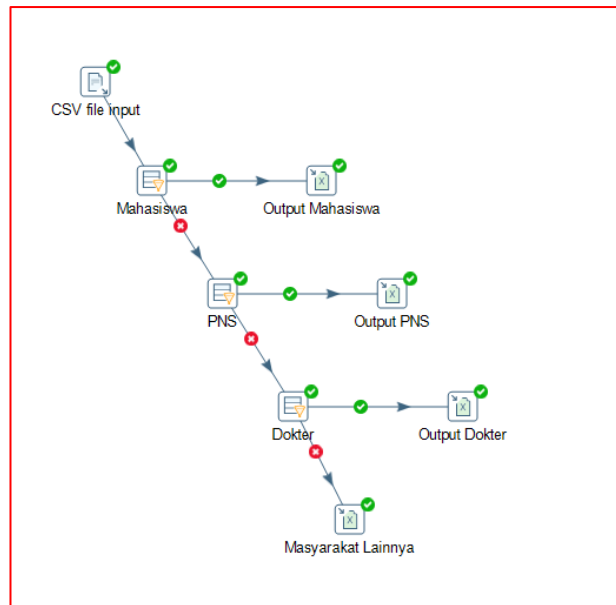 CSV file input
Mahasiswa
Output Mahasiswa
PNS
Output PNS
Dokter
Output Dokter
Masyarakat Lainnya